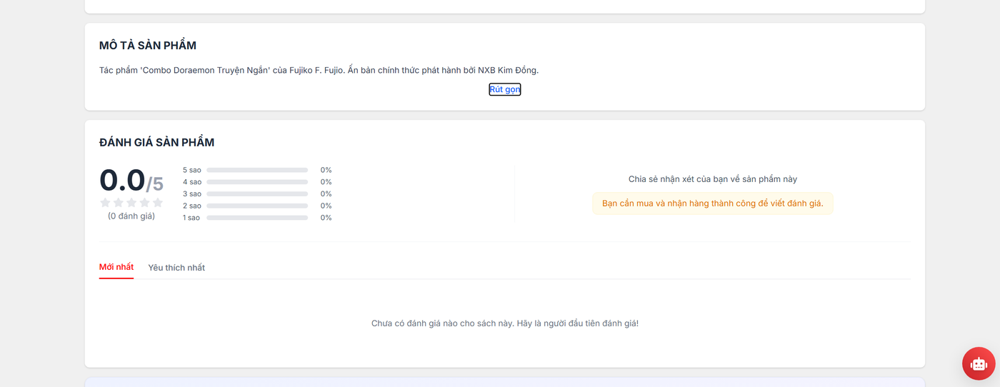 MÔ TẢ SẢN PHẨM
Tác phẩm 'Combo Doraemon Truyện Ngắn' của Fujiko F. Fujio. Ấn bản chính thức phát hành bởi NXB Kim Đồng.
Rút gọn
ĐÁNH GIÁ SẢN PHẨM
0.0/5
(0 đánh giá)
5 sao 0%
4 sao 0%
3 sao 0%
2 sao 0%
1 sao 0%
Chia sẻ nhận xét của bạn về sản phẩm này
Bạn cần mua và nhận hàng thành công để viết đánh giá.
Mới nhất
Yêu thích nhất
Chưa có đánh giá nào cho sách này. Hãy là người đầu tiên đánh giá!